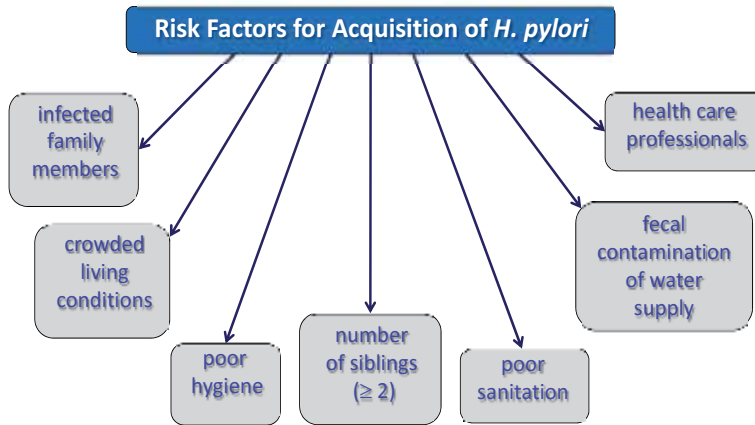 Risk Factors for Acquisition of H. pylori
infected
family
members
crowded
living
conditions
poor
hygiene
number
of siblings
(≥ 2)
poor
sanitation
fecal
contamination
of water
supply
health care
professionals